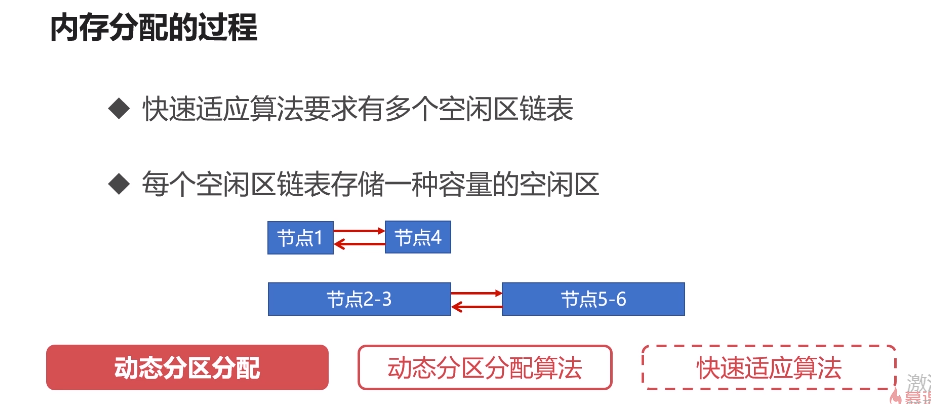 内存分配的过程
◆ 快速适应算法要求有多个空闲区链表
◆ 每个空闲区链表存储一种容量的空闲区
节点1 节点4
节点2-3 节点5-6
动态分区分配 动态分区分配算法 快速适应算法